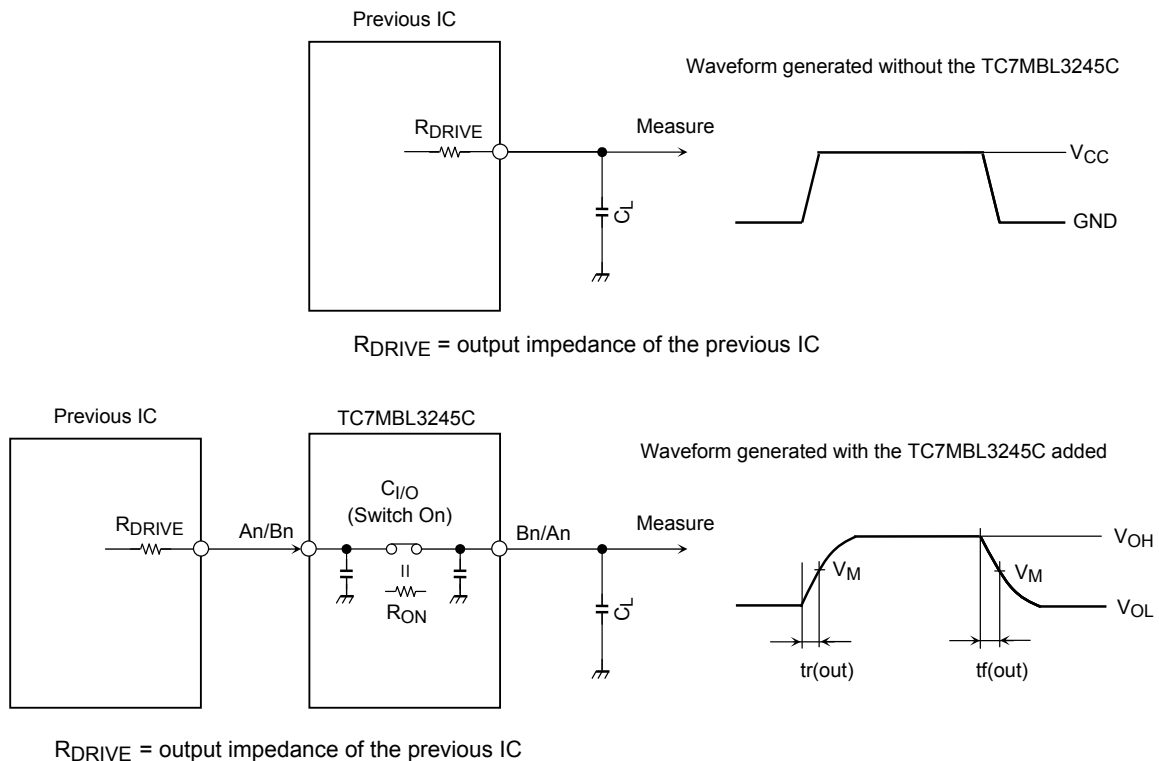 Previous IC
Waveform generated without the TC7MBL3245C
RDRIVE
Measure
VCC
CL
GND
RDRIVE = output impedance of the previous IC
Previous IC
TC7MBL3245C
Waveform generated with the TC7MBL3245C added
CI/O
(Switch On)
RDRIVE
An/Bn
Bn/An
Measure
VOH
VM
VM
RON
CL
VOL
tr(out)
tf(out)
RDRIVE = output impedance of the previous IC